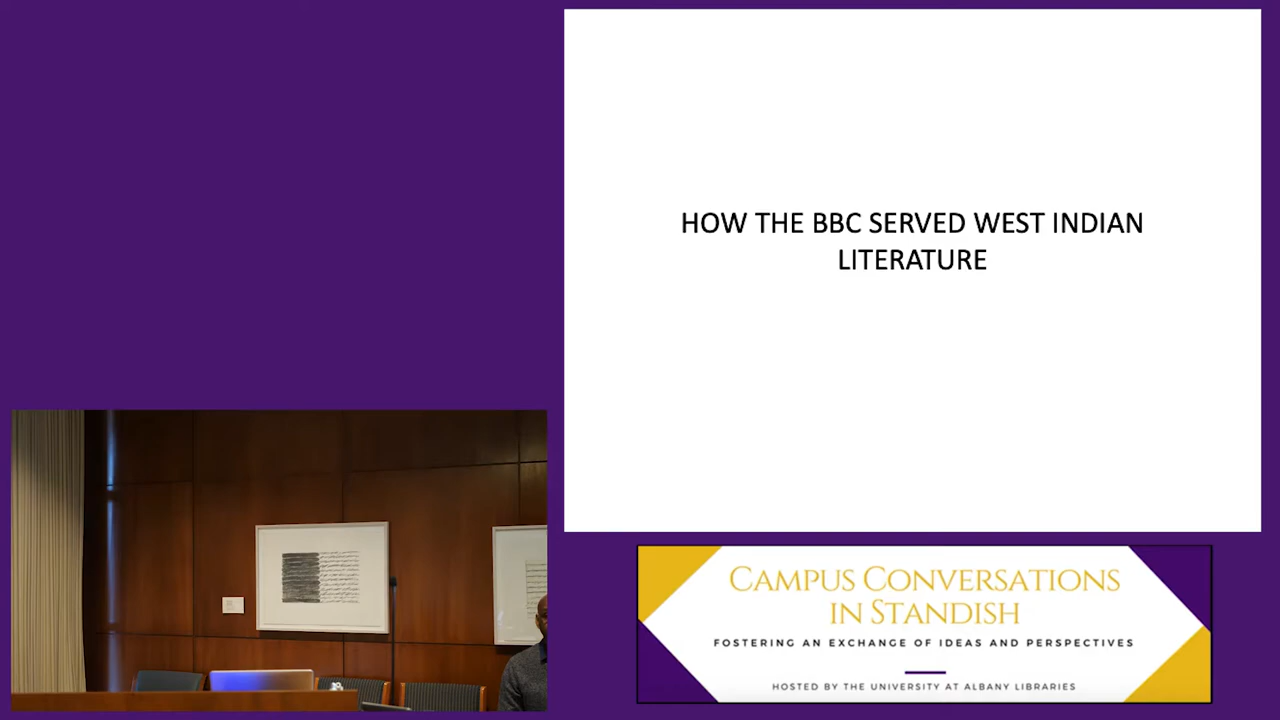 HOW THE BBC SERVED WEST INDIAN
LITERATURE
CAMPUS CONVERSATIONS
IN STANDISH
FOSTERING AN EXCHANGE OF IDEAS AND PERSPECTIVES
HOSTED BY THE UNIVERSITY AT ALBANY LIBRARIES